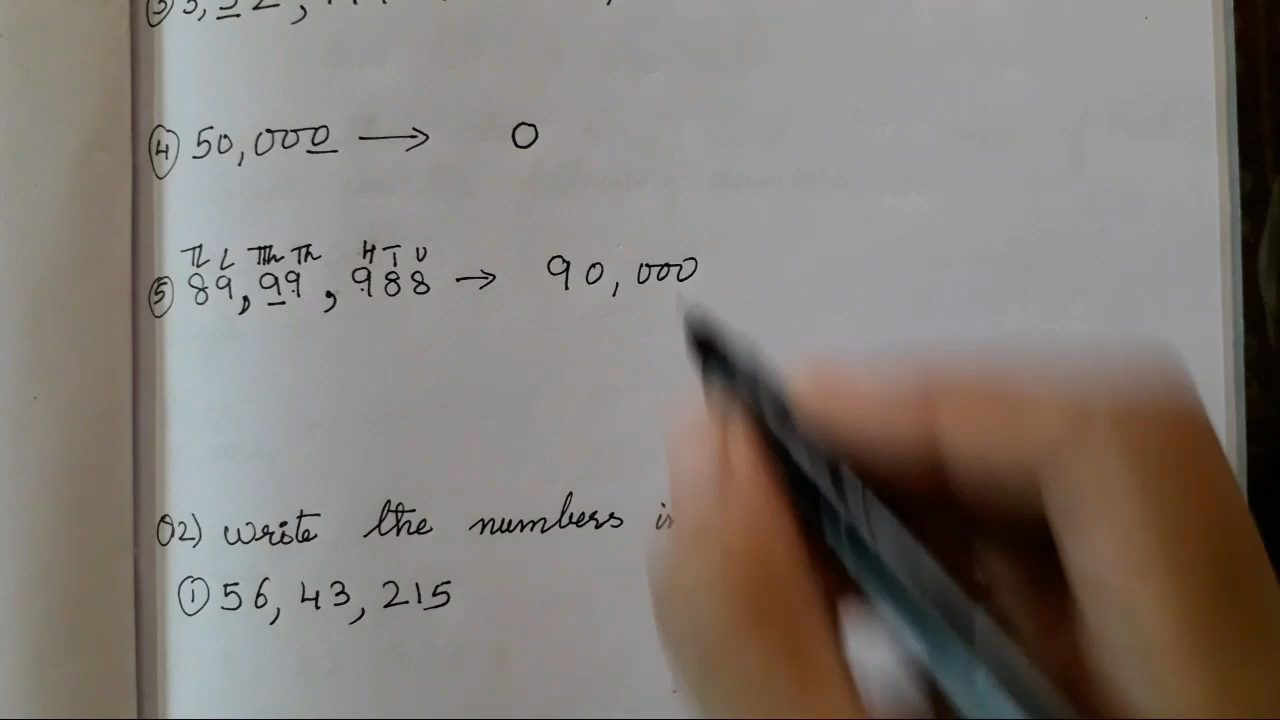 ④ 50,000 → 0
TL L TTh Th H T U
⑤ 89,99,988 → 90,000
Q2) Write the numbers
① 56,43,215